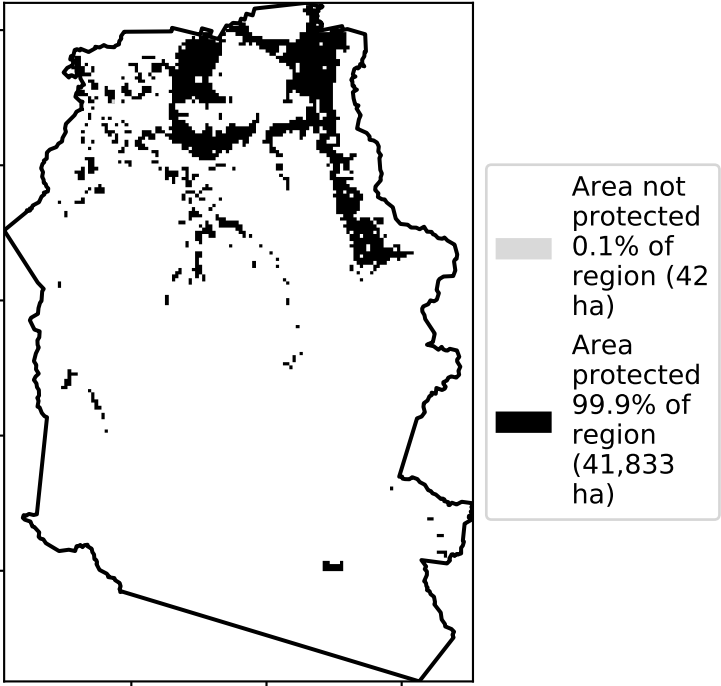 Area not
protected
0.1% of
region (42
ha)
Area
protected
99.9% of
region
(41,833
ha)